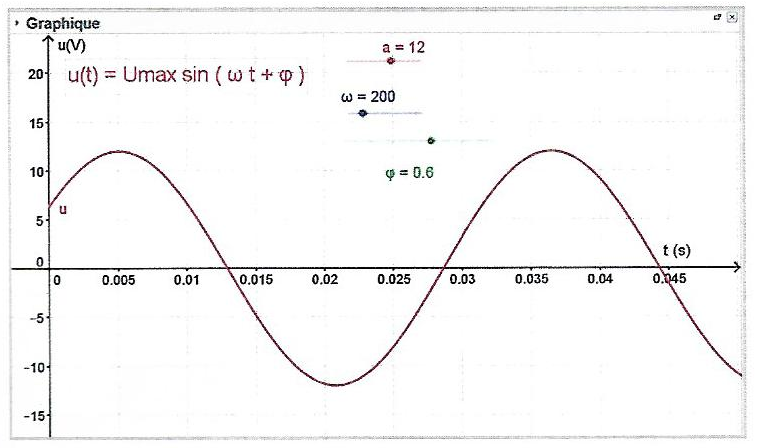 Graphique
u(V)
a = 12
20
u(t) = Umax sin ( ω t + φ )
ω = 200
15
10
φ = 0.6
5
u
t (s)
0
0 0.005 0.01 0.015 0.02 0.025 0.03 0.035 0.04 0.045
-5
-10
-15